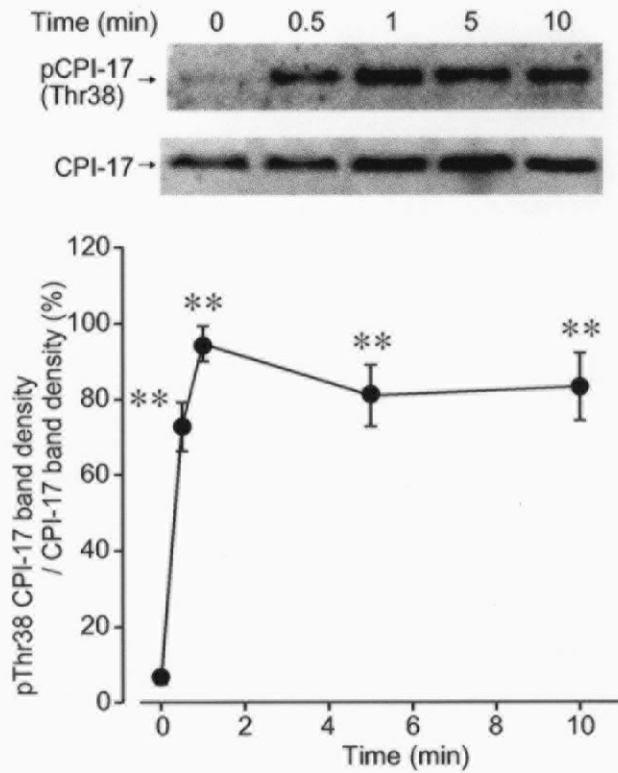 Time (min) 0 0.5 1 5 10
pCPI-17 →
(Thr38)
CPI-17 →
pThr38 CPI-17 band density
/ CPI-17 band density (%)
120
100
80
60
40
20
0
**
**
**
**
0 2 4 6 8 10
Time (min)